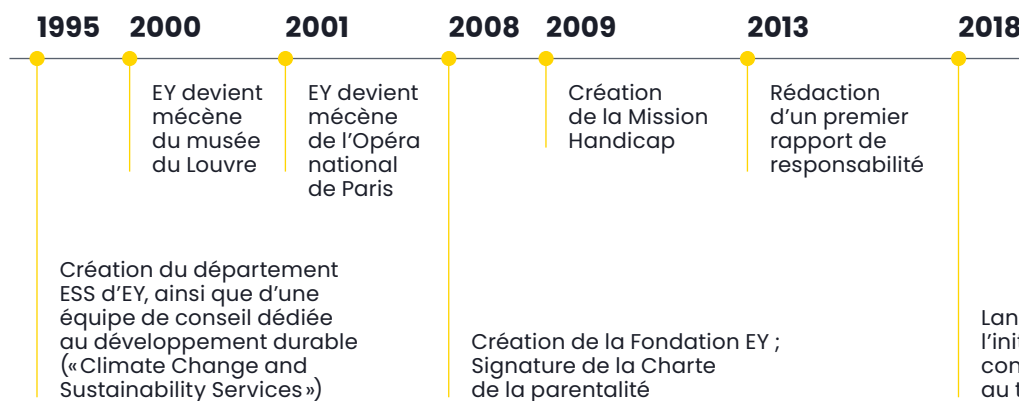 1995 2000 2001 2008 2009 2013 2018
EY devient
mécène
du musée
du Louvre
EY devient
mécène
de l’Opéra
national
de Paris
Création
de la Mission
Handicap
Rédaction
d’un premier
rapport de
responsabilité
Création du département
ESS d’EY, ainsi que d’une
équipe de conseil dédiée
au développement durable
(« Climate Change and
Sustainability Services »)
Création de la Fondation EY ;
Signature de la Charte
de la parentalité
au